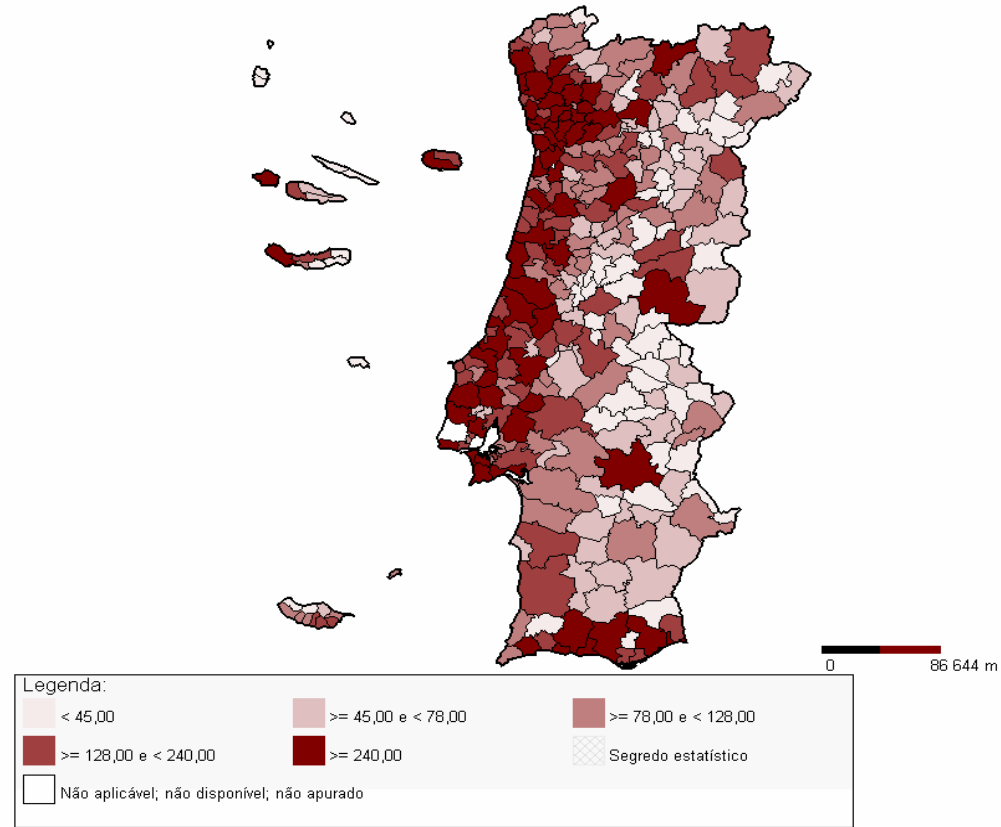 0 86 644 m
Legenda:
< 45,00 >= 45,00 e < 78,00 >= 78,00 e < 128,00
>= 128,00 e < 240,00 >= 240,00 Segredo estatístico
Não aplicável; não disponível; não apurado